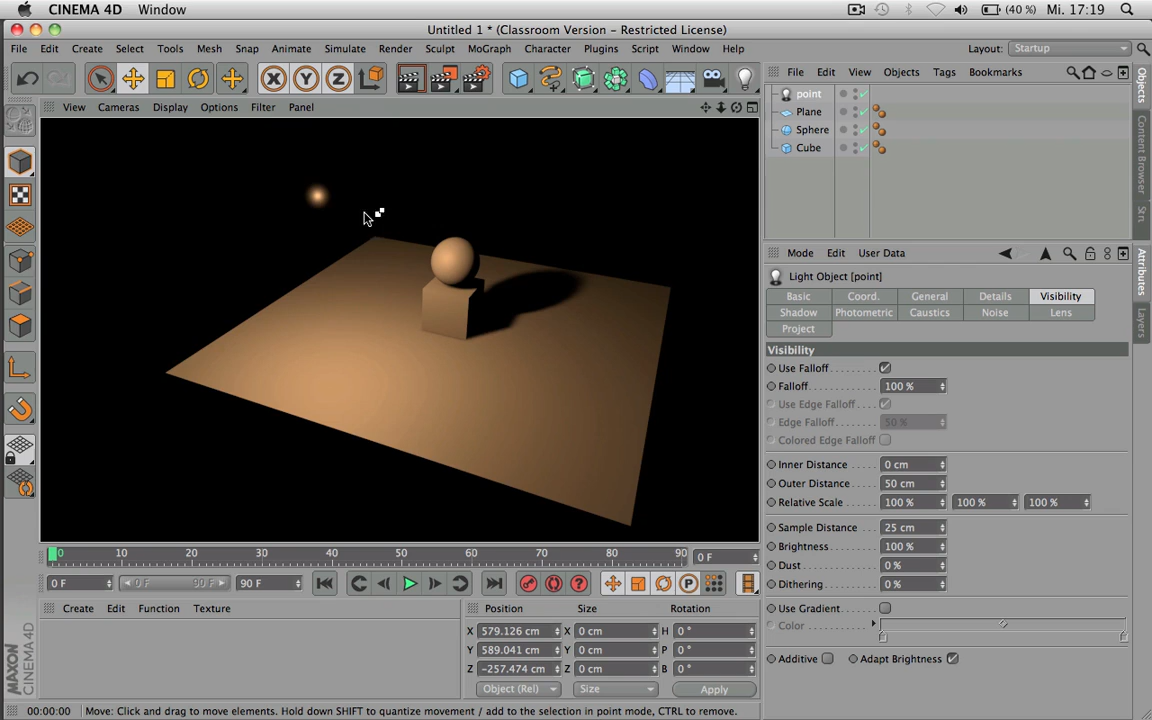 CINEMA 4D Window (40 %) Mi. 17:19
Untitled 1 * (Classroom Version - Restricted License)
File Edit Create Select Tools Mesh Snap Animate Simulate Render Sculpt MoGraph Character Plugins Script Window Help Layout: Startup
X Y Z
File Edit View Objects Tags Bookmarks
View Cameras Display Options Filter Panel
point
Plane
Sphere
Cube
Objects
Content Browser
Str
Mode Edit User Data
Attributes
Layers
Light Object [point]
Basic Coord. General Details Visibility
Shadow Photometric Caustics Noise Lens
Project
Visibility
Use Falloff
Falloff 100 %
Use Edge Falloff
Edge Falloff 50 %
Colored Edge Falloff
Inner Distance 0 cm
Outer Distance 50 cm
Relative Scale 100 % 100 % 100 %
Sample Distance 25 cm
Brightness 100 %
Dust 0 %
Dithering 0 %
Use Gradient
Color
Additive Adapt Brightness
0 10 20 30 40 50 60 70 80 90 0 F
0 F 0 F 90 F 90 F P
Create Edit Function Texture
Position Size Rotation
X 579.126 cm X 0 cm H 0 °
Y 589.041 cm Y 0 cm P 0 °
Z -257.474 cm Z 0 cm B 0 °
Object (Rel) Size Apply
MAXON
CINEMA 4D
00:00:00 Move: Click and drag to move elements. Hold down SHIFT to quantize movement / add to the selection in point mode, CTRL to remove.